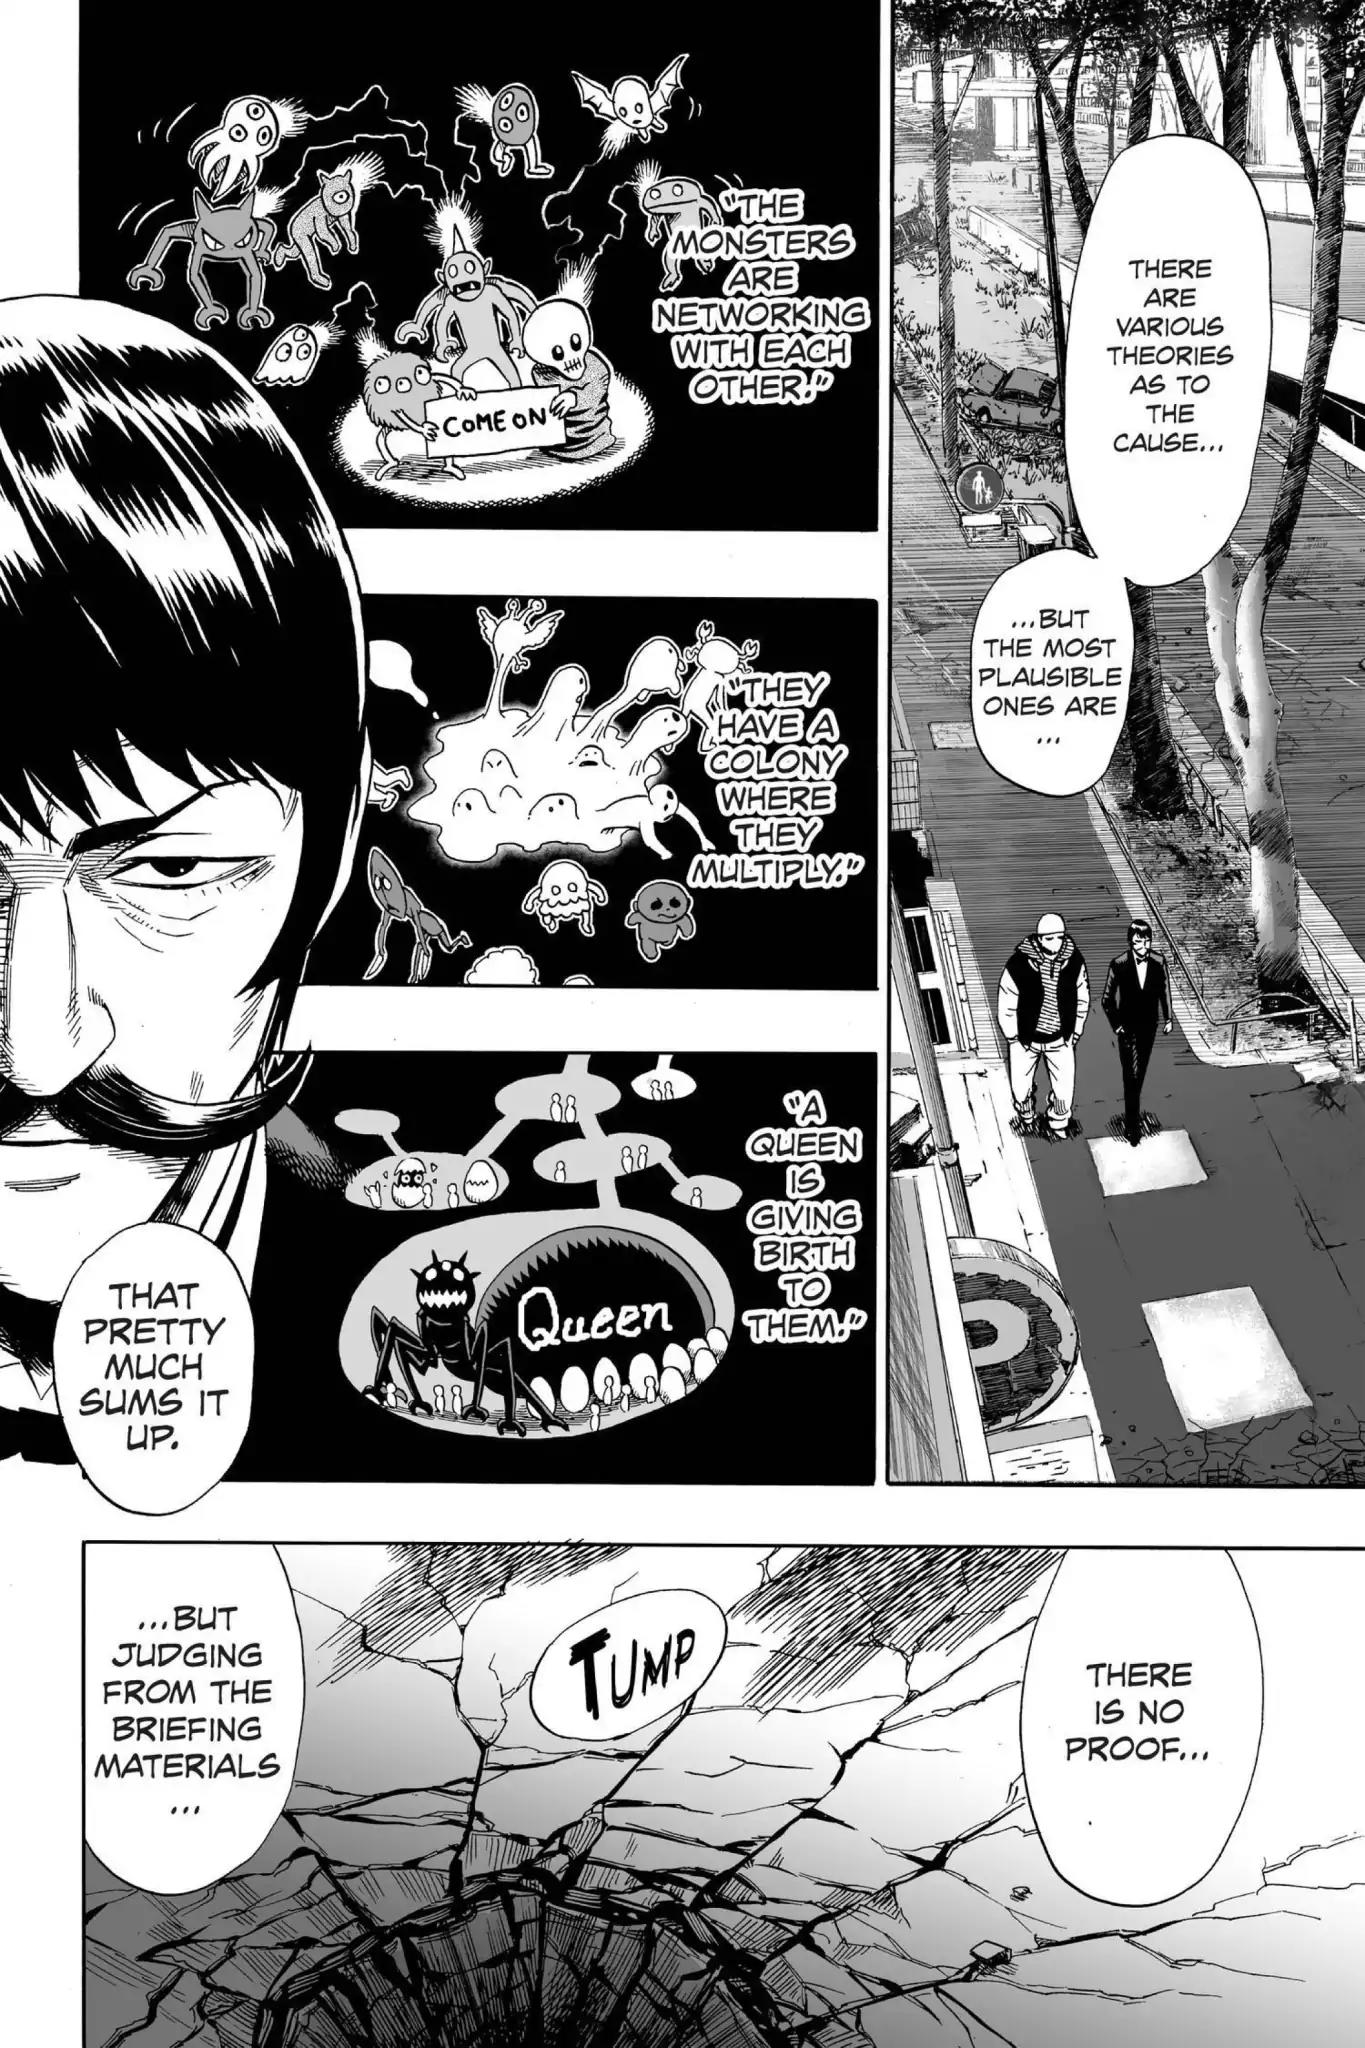 THERE
ARE
VARIOUS
THEORIES
AS TO
THE
CAUSE...
...BUT
THE MOST
PLAUSIBLE
ONES ARE
...
"THE
MONSTERS
ARE
NETWORKING
WITH EACH
OTHER."
COME ON
"THEY
HAVE A
COLONY
WHERE
THEY
MULTIPLY."
"A
QUEEN
IS
GIVING
BIRTH
TO
THEM."
Queen
THAT
PRETTY
MUCH
SUMS IT
UP.
THERE
IS NO
PROOF...
TUMP
...BUT
JUDGING
FROM THE
BRIEFING
MATERIALS
...